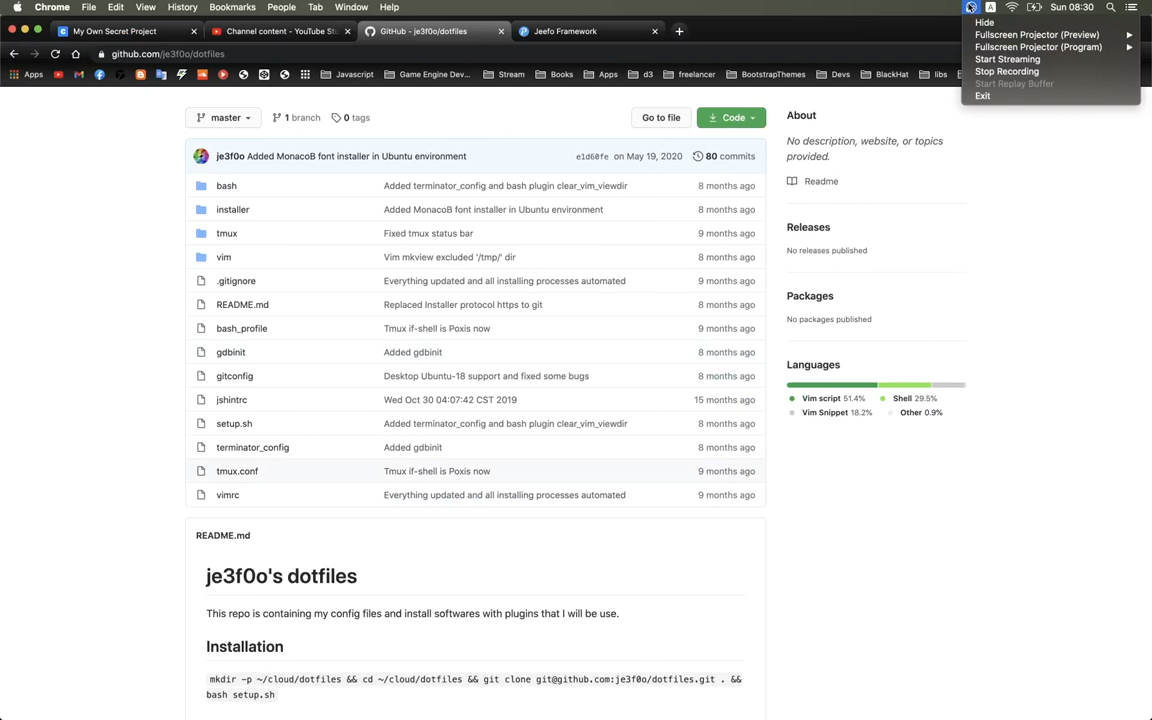 Chrome File Edit View History Bookmarks People Tab Window Help A Sun 08:30
Hide
Fullscreen Projector (Preview)
Fullscreen Projector (Program)
Start Streaming
Stop Recording
Start Replay Buffer
Exit
My Own Secret Project Channel content - YouTube St GitHub - je3f0o/dotfiles Jeefo Framework
github.com/je3f0o/dotfiles
Apps Javascript Game Engine Dev... Stream Books Apps d3 freelancer BootstrapThemes Devs BlackHat libs
master 1 branch 0 tags Go to file Code
je3f0o Added MonacoB font installer in Ubuntu environment e1d60fe on May 19, 2020 80 commits
bash Added terminator_config and bash plugin clear_vim_viewdir 8 months ago
installer Added MonacoB font installer in Ubuntu environment 8 months ago
tmux Fixed tmux status bar 9 months ago
vim Vim mkview excluded '/tmp/' dir 8 months ago
.gitignore Everything updated and all installing processes automated 9 months ago
README.md Replaced Installer protocol https to git 8 months ago
bash_profile Tmux if-shell is Poxis now 9 months ago
gdbinit Added gdbinit 8 months ago
gitconfig Desktop Ubuntu-18 support and fixed some bugs 8 months ago
jshintrc Wed Oct 30 04:07:42 CST 2019 15 months ago
setup.sh Added terminator_config and bash plugin clear_vim_viewdir 8 months ago
terminator_config Added gdbinit 8 months ago
tmux.conf Tmux if-shell is Poxis now 9 months ago
vimrc Everything updated and all installing processes automated 9 months ago
README.md
je3f0o's dotfiles
This repo is containing my config files and install softwares with plugins that I will be use.
Installation
mkdir -p ~/cloud/dotfiles && cd ~/cloud/dotfiles && git clone git@github.com:je3f0o/dotfiles.git . &&
bash setup.sh
About
No description, website, or topics
provided.
Readme
Releases
No releases published
Packages
No packages published
Languages
Vim script 51.4% Shell 29.5%
Vim Snippet 18.2% Other 0.9%